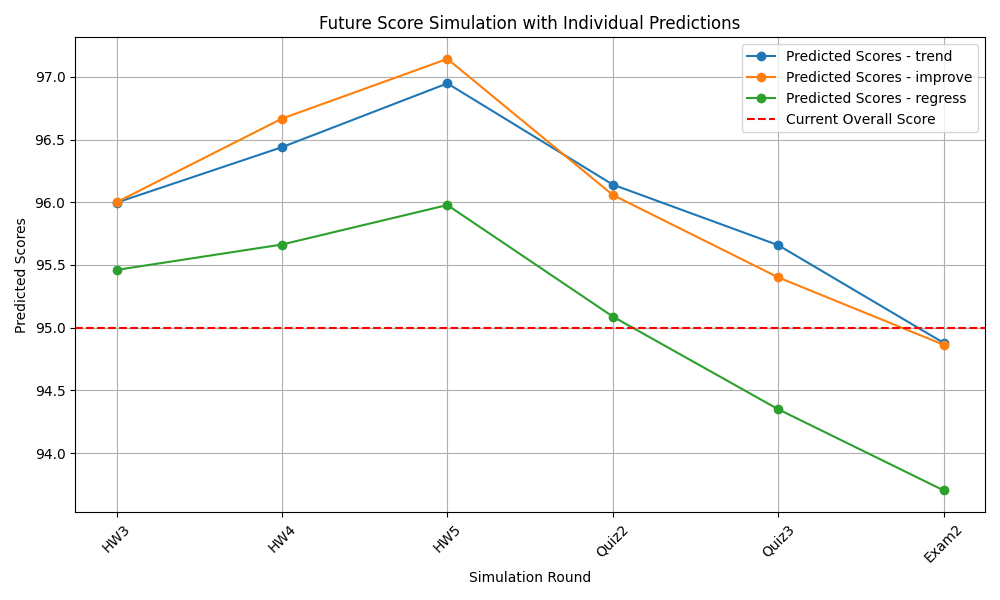 Future Score Simulation with Individual Predictions
Predicted Scores - trend
Predicted Scores - improve
Predicted Scores - regress
Current Overall Score
Predicted Scores
97.0
96.5
96.0
95.5
95.0
94.5
94.0
HW3
HW4
HW5
Quiz2
Quiz3
Exam2
Simulation Round